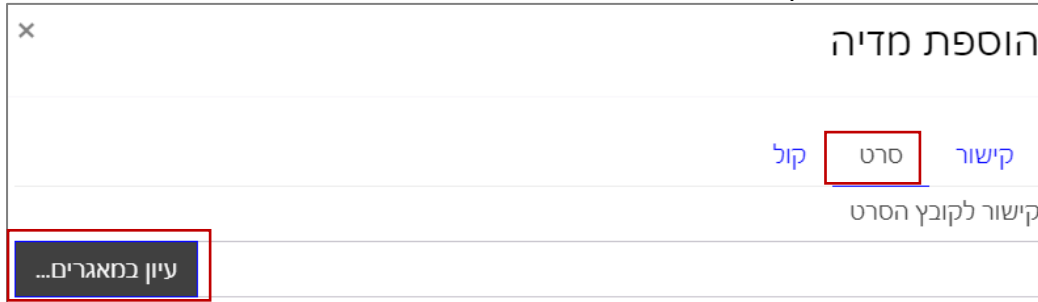 הוספת מדיה
×
קישור סרט קול
קישור לקובץ הסרט
עיון במאגרים...